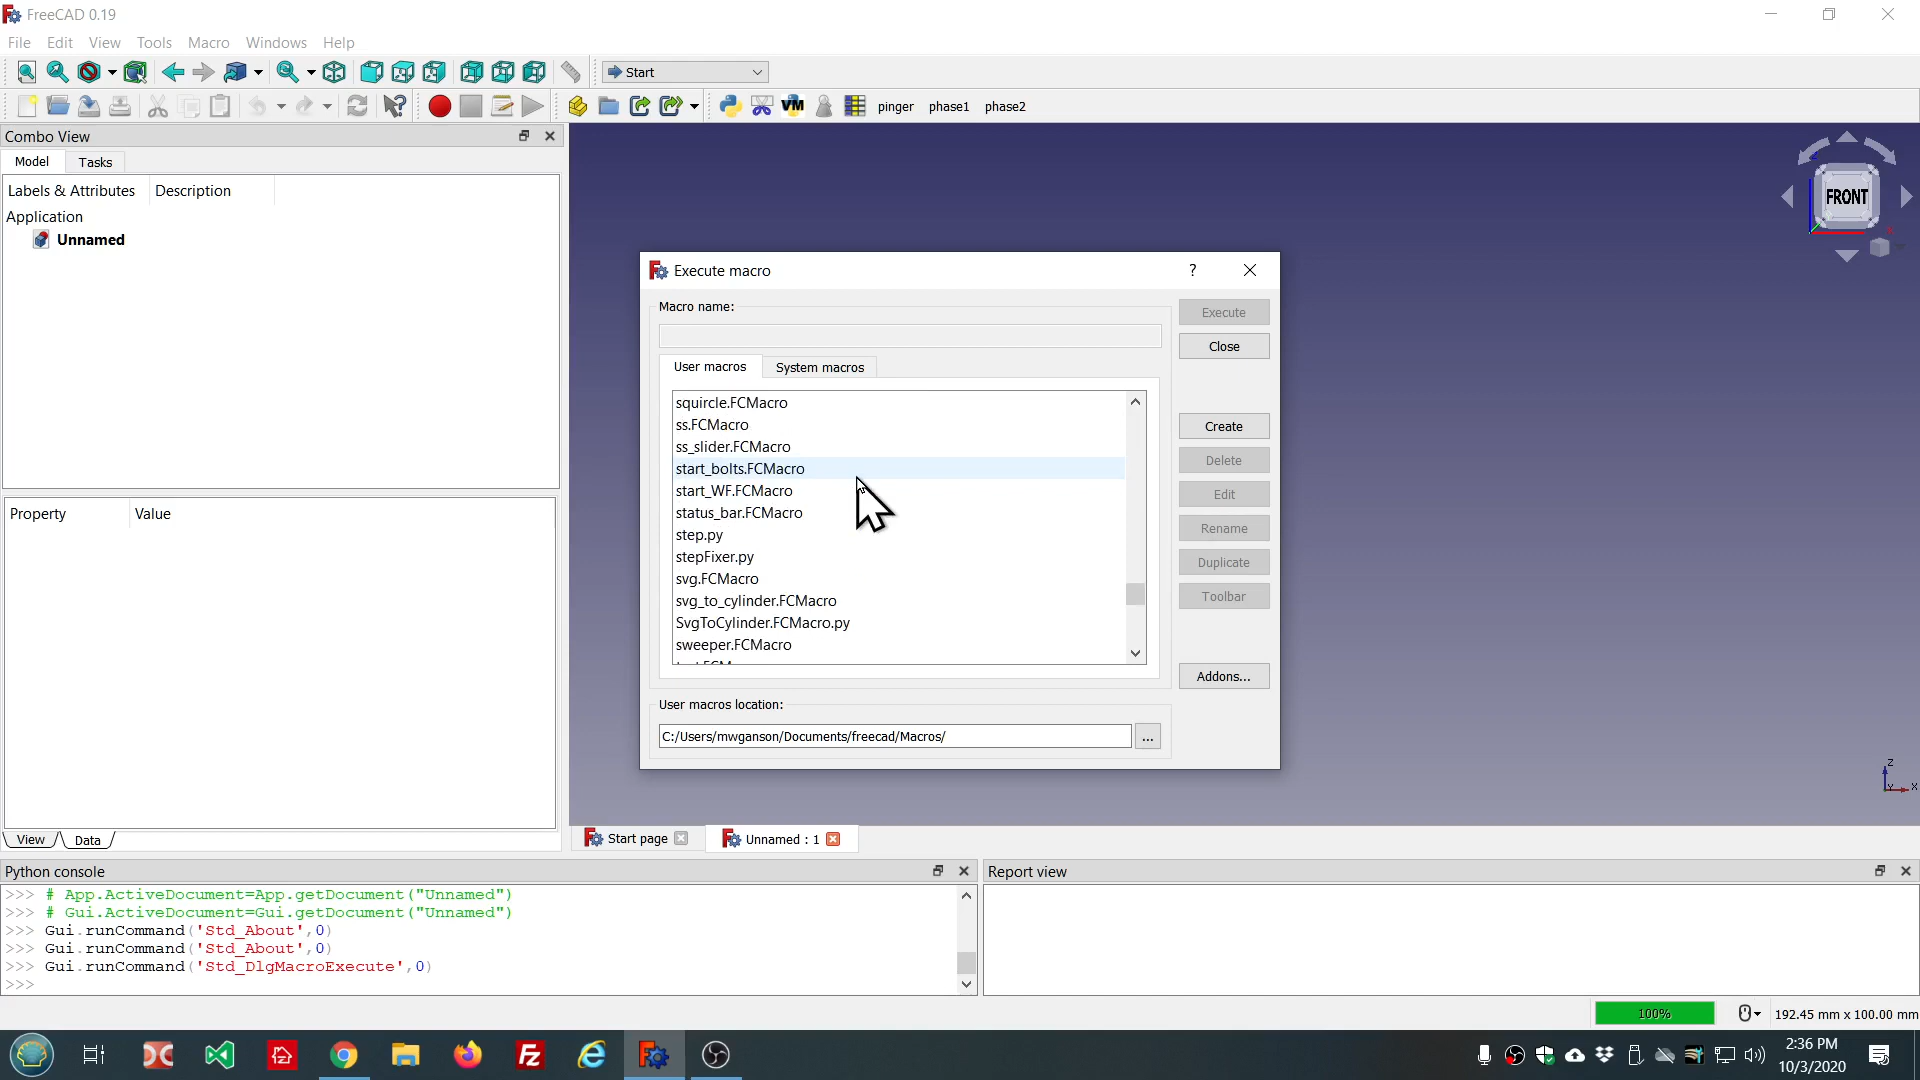 FreeCAD 0.19
File Edit View Tools Macro Windows Help
Start
VM pinger phase1 phase2
Combo View
Model Tasks
Labels & Attributes Description
Application
Unnamed
Property Value
View Data
FRONT
Execute macro
?
Macro name:
User macros System macros
squircle.FCMacro
ss.FCMacro
ss_slider.FCMacro
start_bolts.FCMacro
start_WF.FCMacro
status_bar.FCMacro
step.py
stepFixer.py
svg.FCMacro
svg_to_cylinder.FCMacro
SvgToCylinder.FCMacro.py
sweeper.FCMacro
Execute
Close
Create
Delete
Edit
Rename
Duplicate
Toolbar
Addons...
User macros location:
C:/Users/mwganson/Documents/freecad/Macros/
...
Z
X
Start page Unnamed : 1
Python console
>>> # App.ActiveDocument=App.getDocument("Unnamed")
>>> # Gui.ActiveDocument=Gui.getDocument("Unnamed")
>>> Gui.runCommand('Std_About',0)
>>> Gui.runCommand('Std_About',0)
>>> Gui.runCommand('Std_DlgMacroExecute',0)
>>>
Report view
100%
192.45 mm x 100.00 mm
2:36 PM
10/3/2020